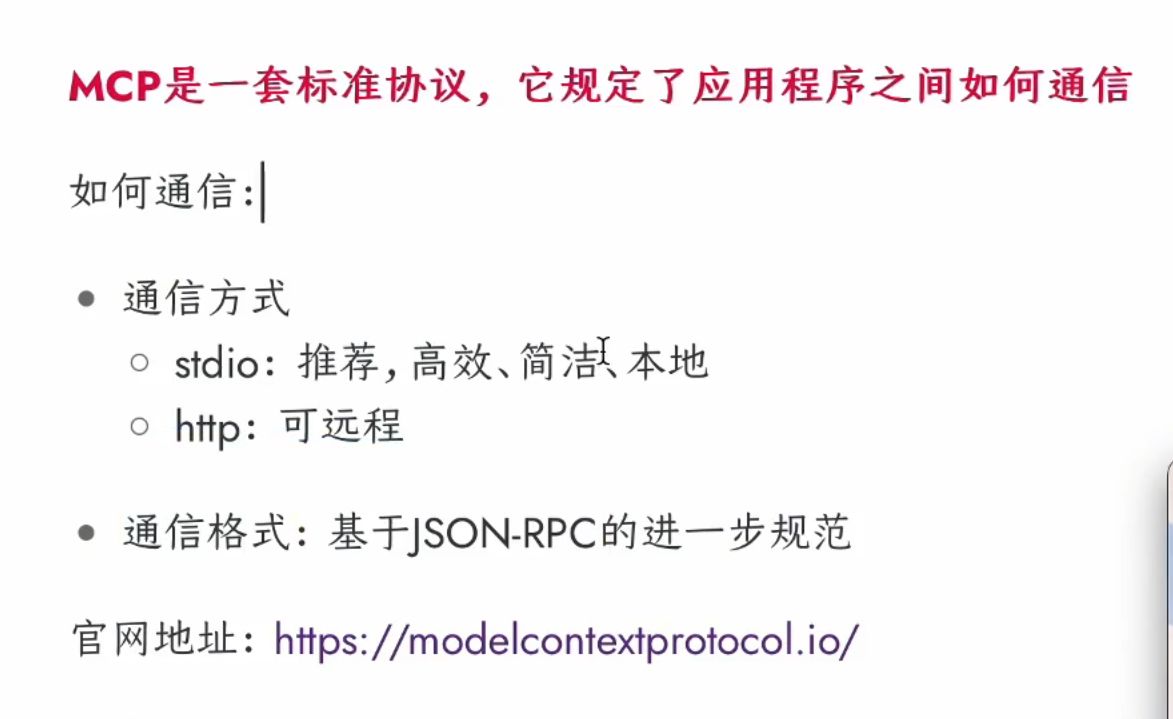 MCP是一套标准协议，它规定了应用程序之间如何通信
如何通信：
通信方式
stdio：推荐，高效、简洁、本地
http：可远程
通信格式：基于JSON-RPC的进一步规范
官网地址：https://modelcontextprotocol.io/